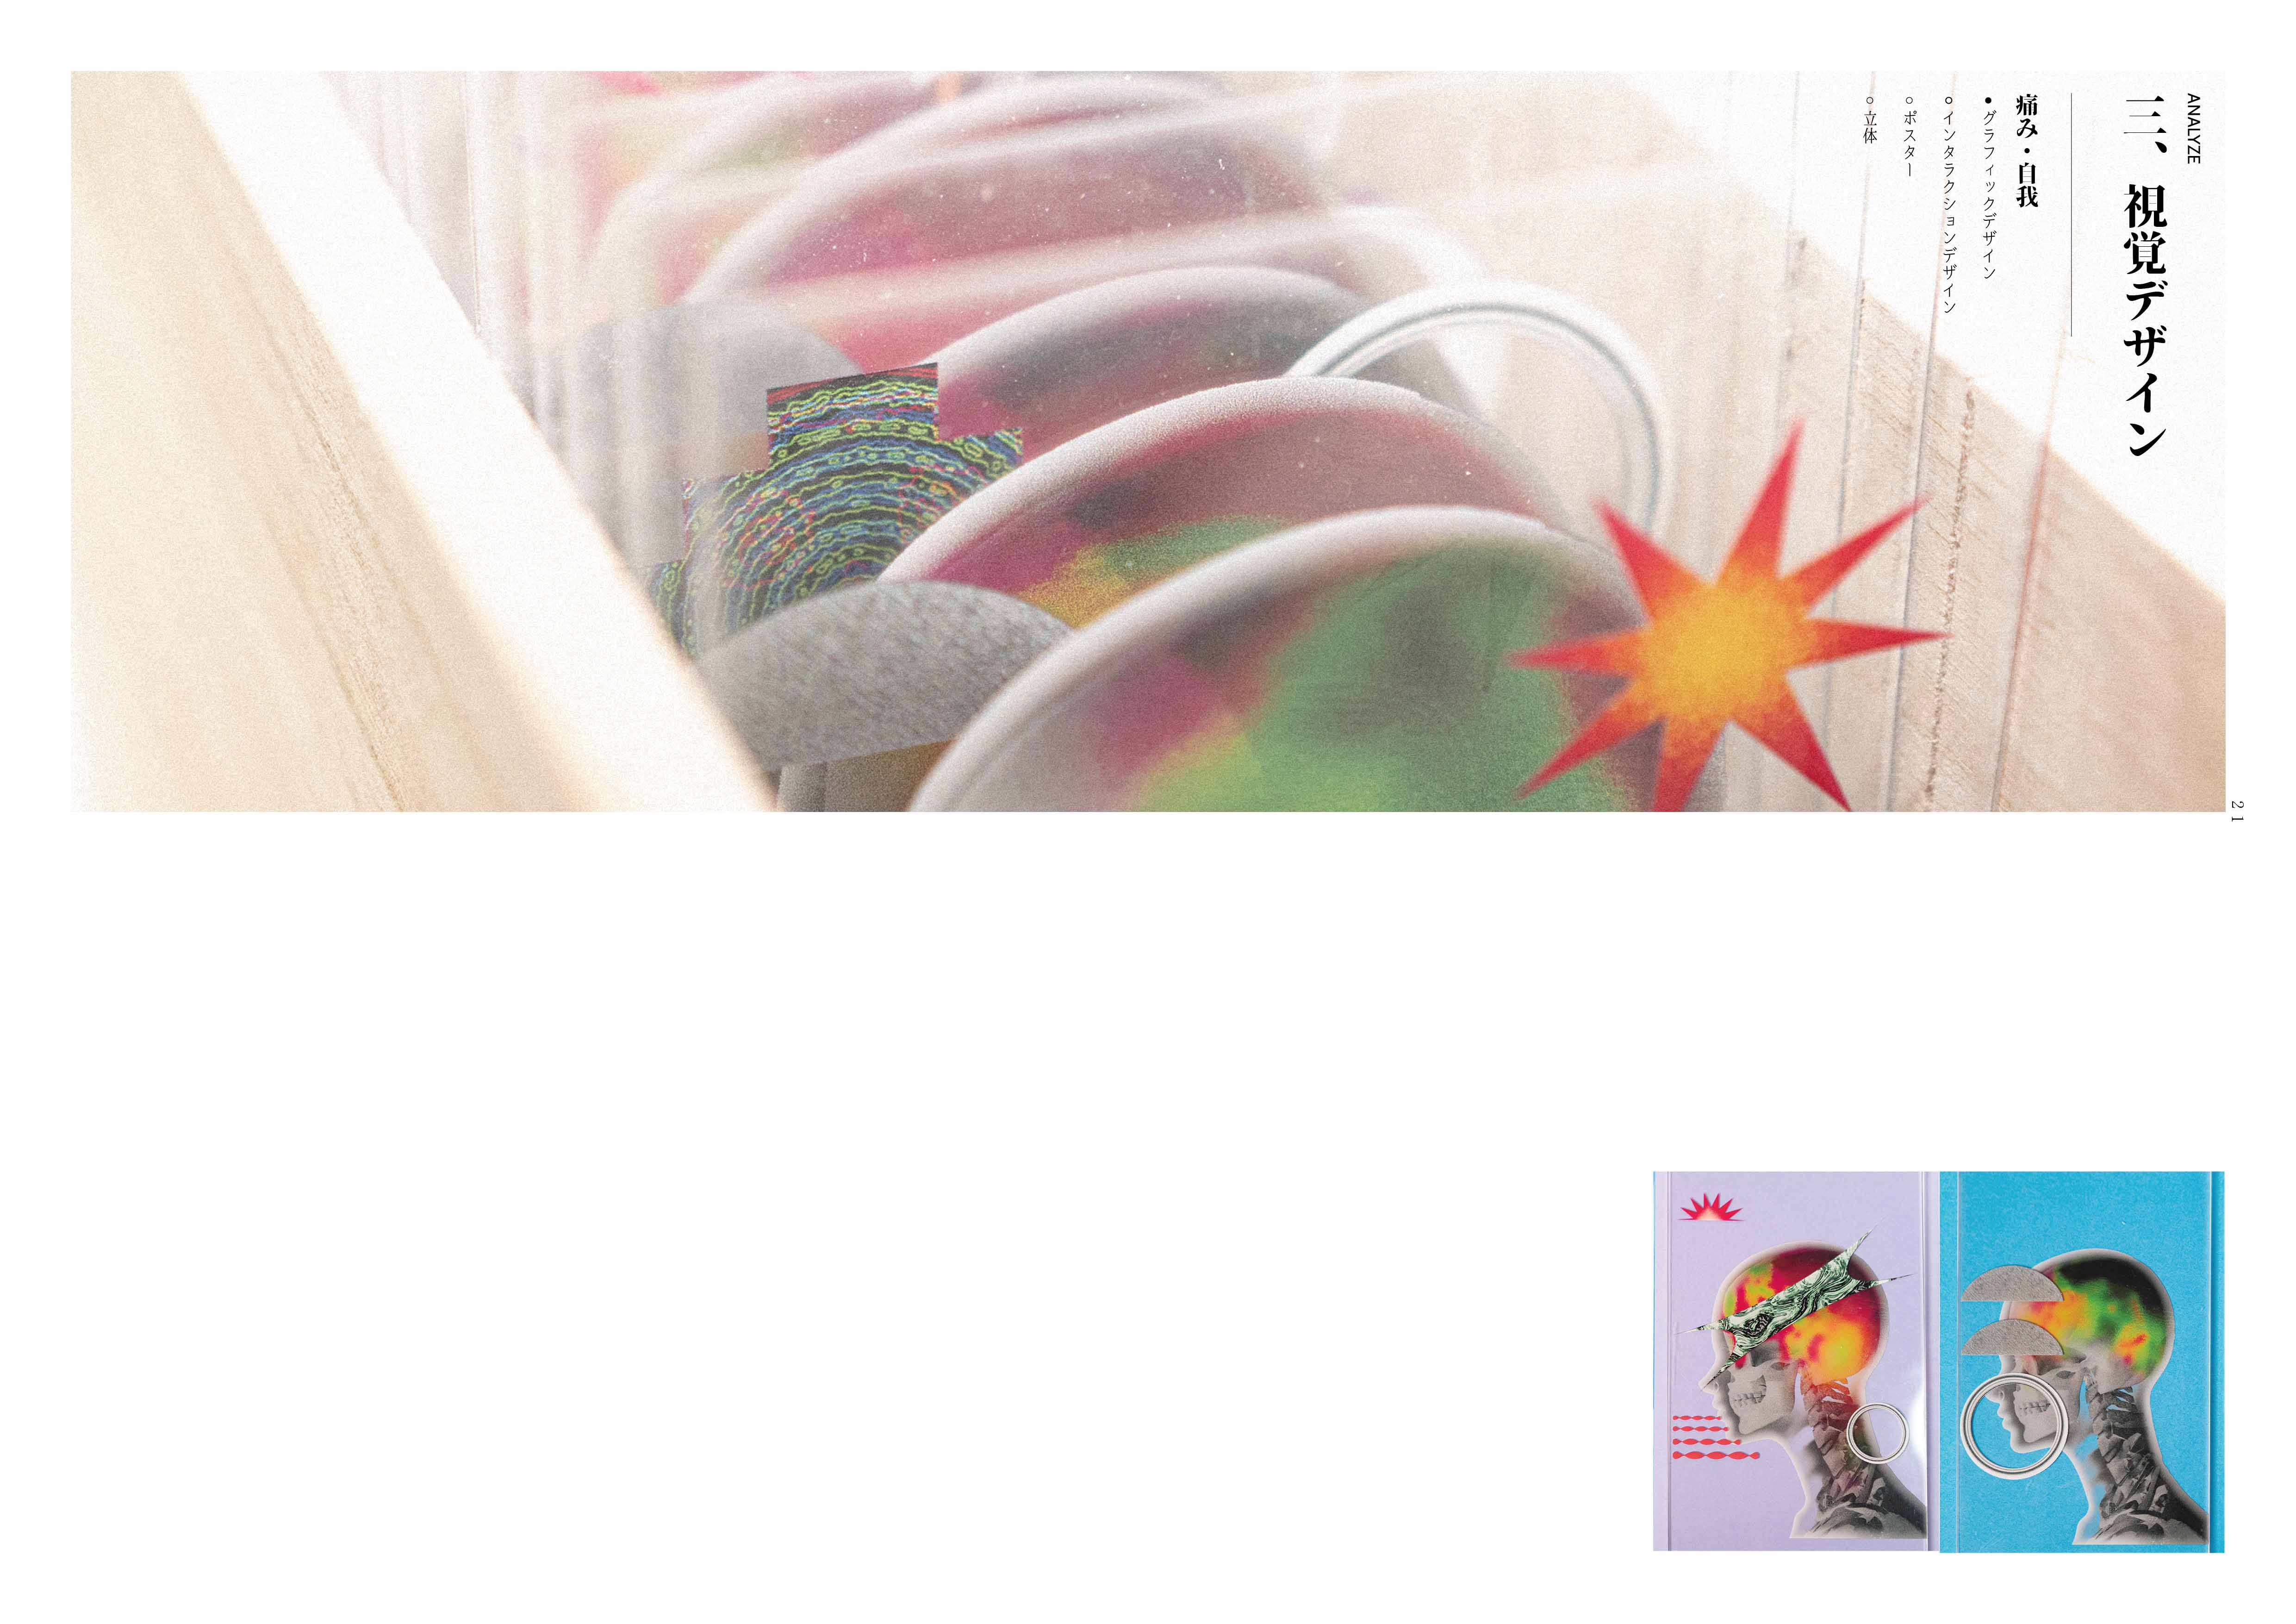 ANALYZE
三、視覚デザイン
痛み・自我
● グラフィックデザイン
○ インタラクションデザイン
○ ポスター
○ 立体
21